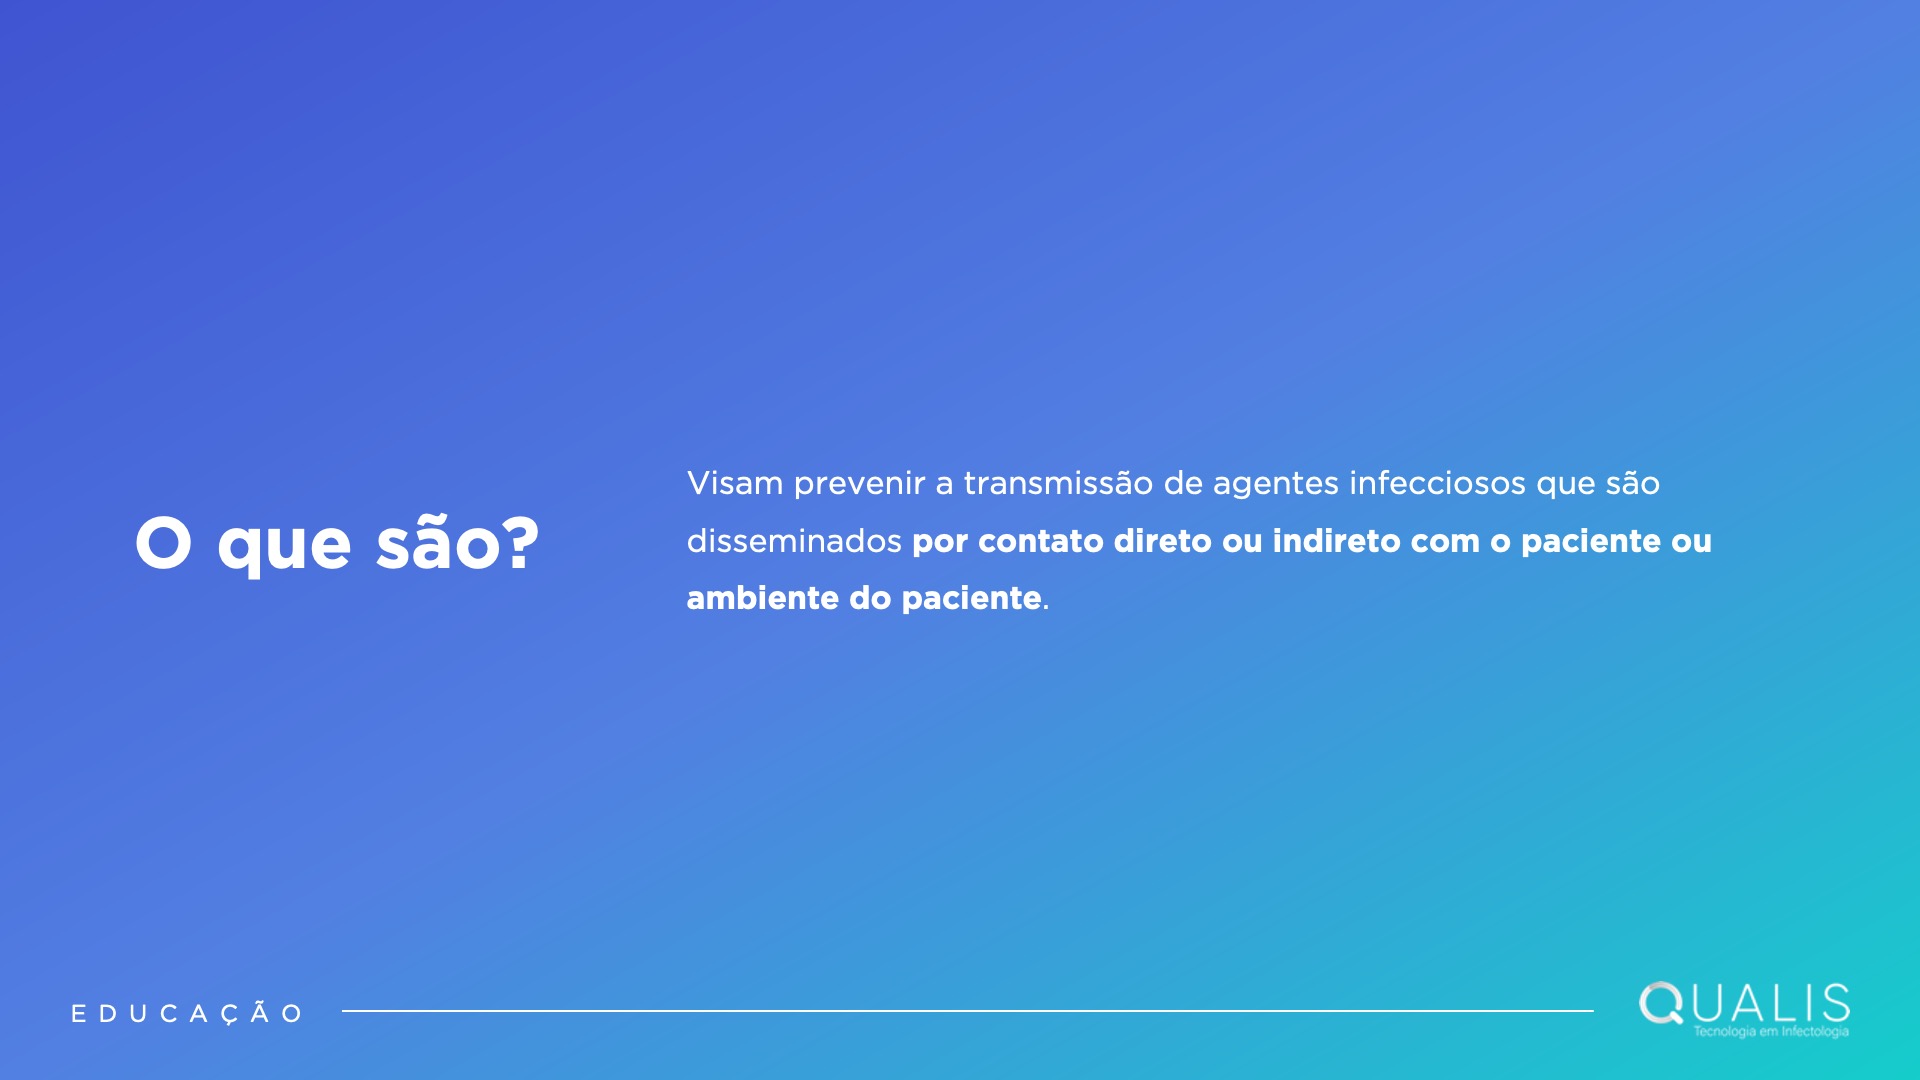 O que são?
Visam prevenir a transmissão de agentes infecciosos que são
disseminados por contato direto ou indireto com o paciente ou
ambiente do paciente.
EDUCAÇÃO
QUALIS
Tecnologia em Infectologia